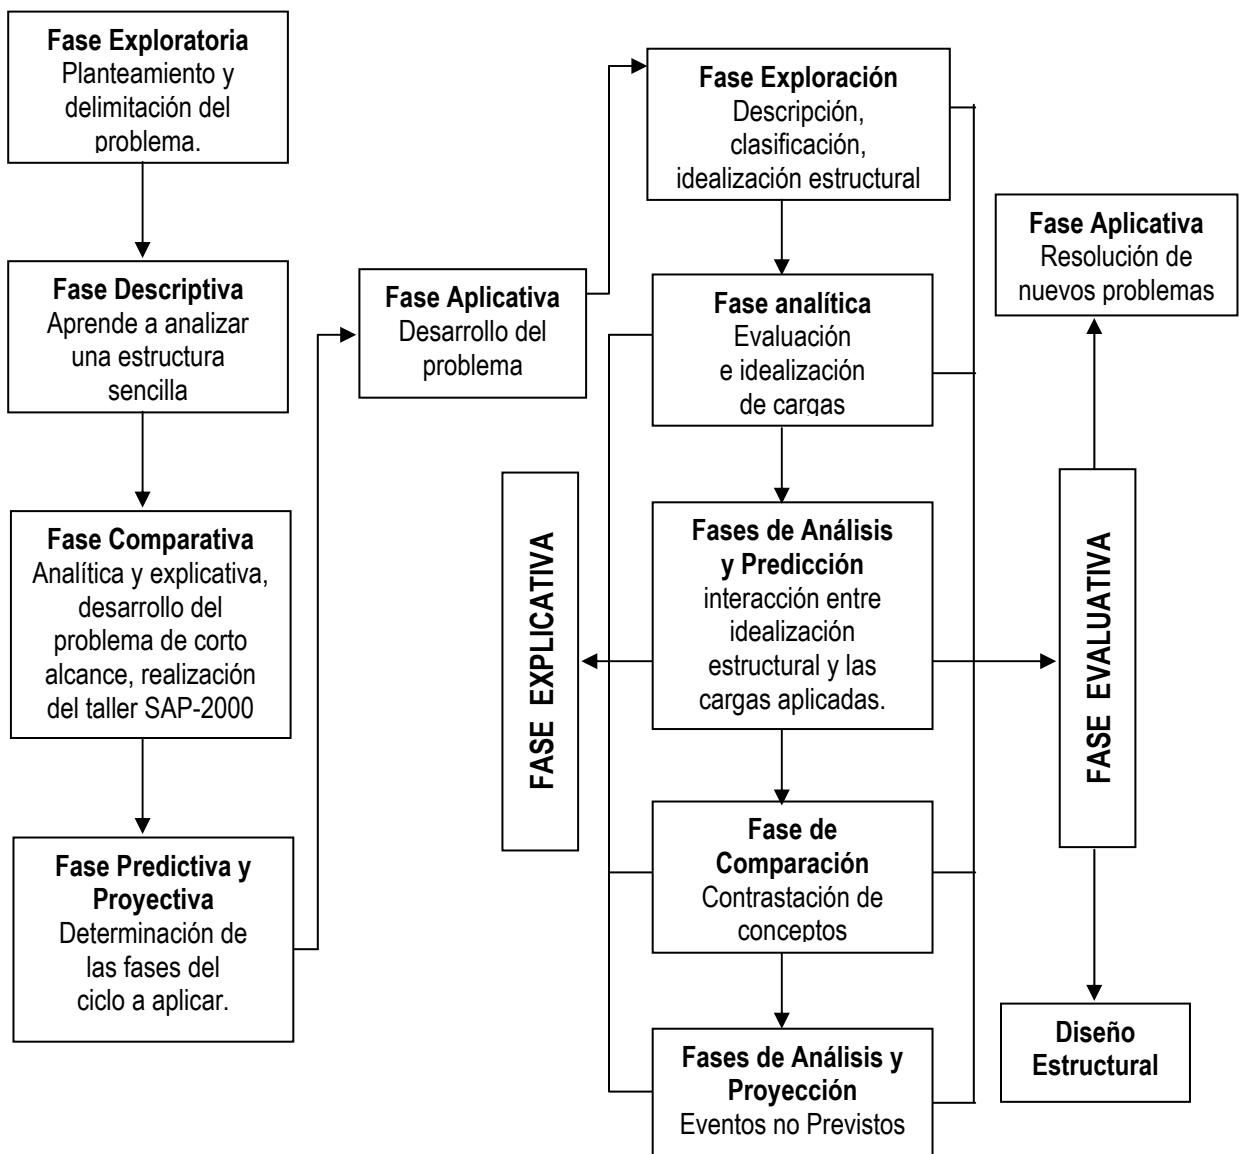 Fase Exploratoria
Planteamiento y
delimitación del
problema.
Fase Descriptiva
Aprende a analizar
una estructura
sencilla
Fase Comparativa
Analítica y explicativa,
desarrollo del
problema de corto
alcance, realización
del taller SAP-2000
Fase Predictiva y
Proyectiva
Determinación de
las fases del
ciclo a aplicar.
Fase Aplicativa
Desarrollo del
problema
Fase Exploración
Descripción,
clasificación,
idealización estructural
Fase analítica
Evaluación
e idealización
de cargas
Fases de Análisis
y Predicción
interacción entre
idealización
estructural y las
cargas aplicadas.
Fase de
Comparación
Contrastación de
conceptos
Fases de Análisis y
Proyección
Eventos no Previstos
FASE EXPLICATIVA
FASE EVALUATIVA
Fase Aplicativa
Resolución de
nuevos problemas
Diseño
Estructural